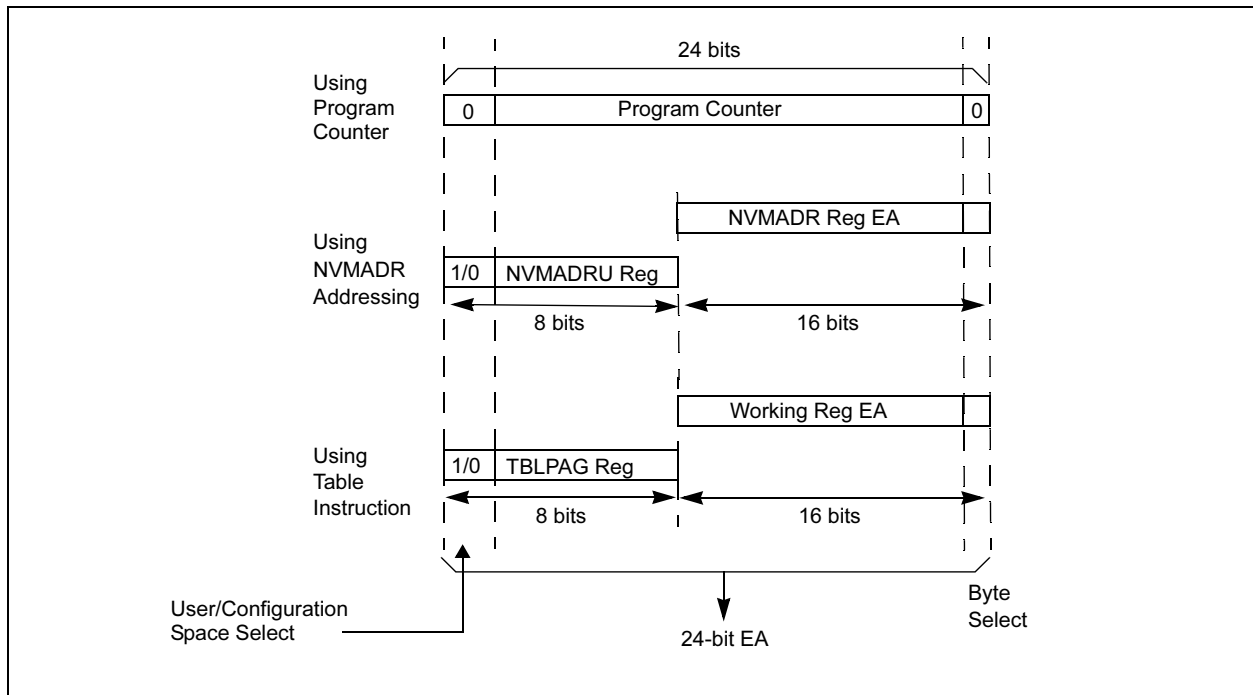 24 bits
Using
Program
Counter
0
Program Counter
0
NVMADR Reg EA
Using
NVMADR
Addressing
1/0
NVMADRU Reg
8 bits
16 bits
Working Reg EA
Using
Table
Instruction
1/0
TBLPAG Reg
8 bits
16 bits
User/Configuration
Space Select
24-bit EA
Byte
Select